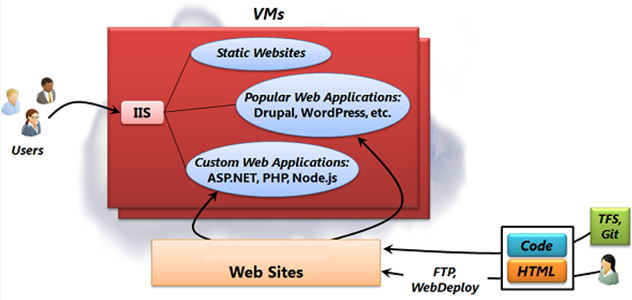 VMs
Static Websites
Popular Web Applications:
Drupal, WordPress, etc.
IIS
Users
Custom Web Applications:
ASP.NET, PHP, Node.js
TFS,
Git
Code
HTML
FTP,
WebDeploy
Web Sites